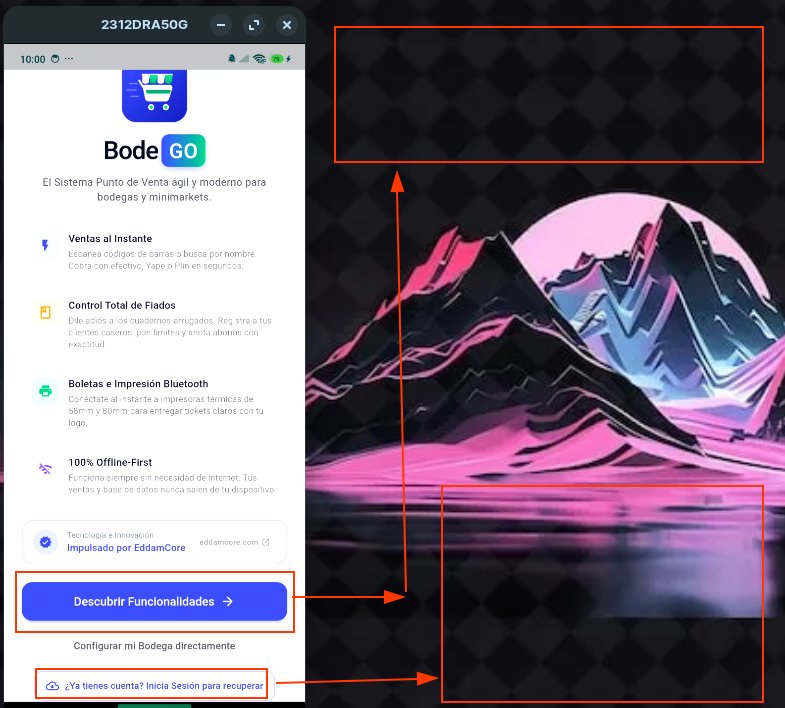 2312DRA50G
10:00
79
Bode GO
El Sistema Punto de Venta ágil y moderno para
bodegas y minimarkets.
Ventas al Instante
Escanea códigos de barras o busca por nombre.
Cobra con efectivo, Yape o Plin en segundos.
Control Total de Fiados
Dile adiós a los cuadernos arrugados. Registra a tus
clientes caseros, pon límites y anota abonos con
exactitud.
Boletas e Impresión Bluetooth
Conéctate al instante a impresoras térmicas de
58mm y 80mm para entregar tickets claros con tu
logo.
100% Offline-First
Funciona siempre sin necesidad de internet. Tus
ventas y base de datos nunca salen de tu dispositivo.
Tecnología e Innovación
Impulsado por EddamCore
eddamcore.com
Descubrir Funcionalidades
Configurar mi Bodega directamente
¿Ya tienes cuenta? Inicia Sesión para recuperar